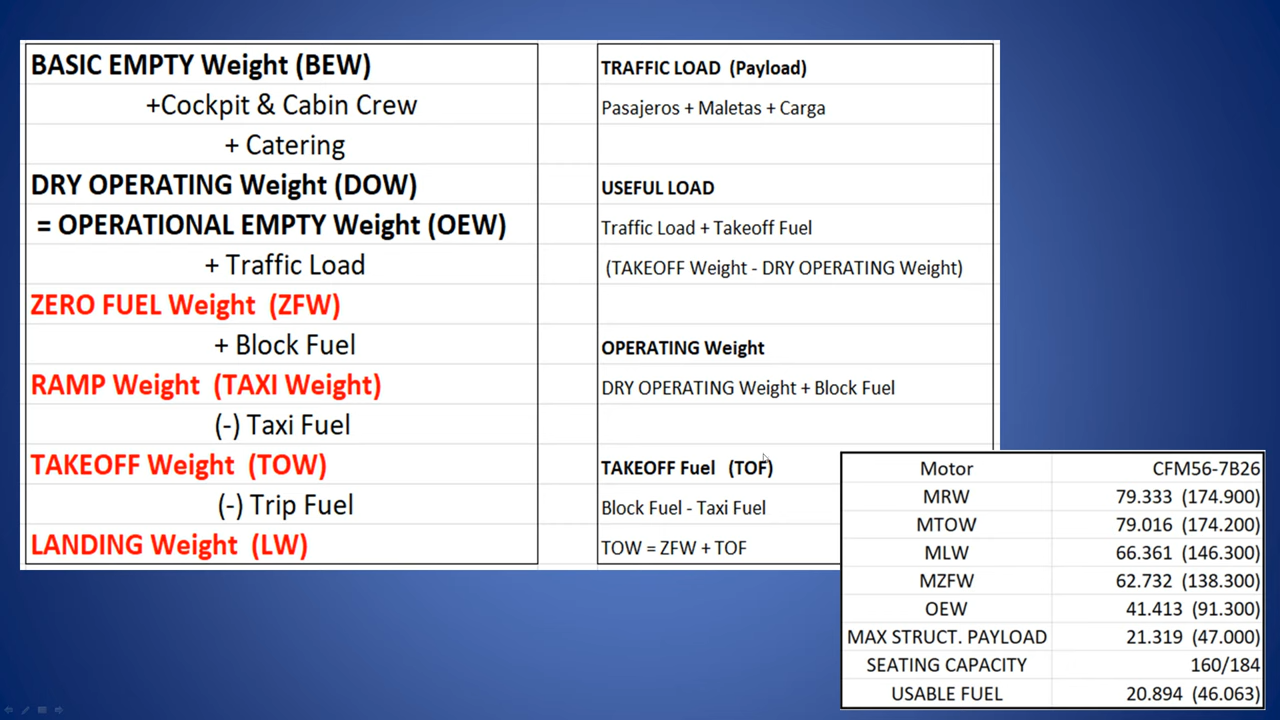 BASIC EMPTY Weight (BEW)
+Cockpit & Cabin Crew
+ Catering
DRY OPERATING Weight (DOW)
= OPERATIONAL EMPTY Weight (OEW)
+ Traffic Load
ZERO FUEL Weight (ZFW)
+ Block Fuel
RAMP Weight (TAXI Weight)
(-) Taxi Fuel
TAKEOFF Weight (TOW)
(-) Trip Fuel
LANDING Weight (LW)
TRAFFIC LOAD (Payload)
Pasajeros + Maletas + Carga
USEFUL LOAD
Traffic Load + Takeoff Fuel
(TAKEOFF Weight - DRY OPERATING Weight)
OPERATING Weight
DRY OPERATING Weight + Block Fuel
TAKEOFF Fuel (TOF)
Block Fuel - Taxi Fuel
TOW = ZFW + TOF
Motor CFM56-7B26
MRW 79.333 (174.900)
MTOW 79.016 (174.200)
MLW 66.361 (146.300)
MZFW 62.732 (138.300)
OEW 41.413 (91.300)
MAX STRUCT. PAYLOAD 21.319 (47.000)
SEATING CAPACITY 160/184
USABLE FUEL 20.894 (46.063)